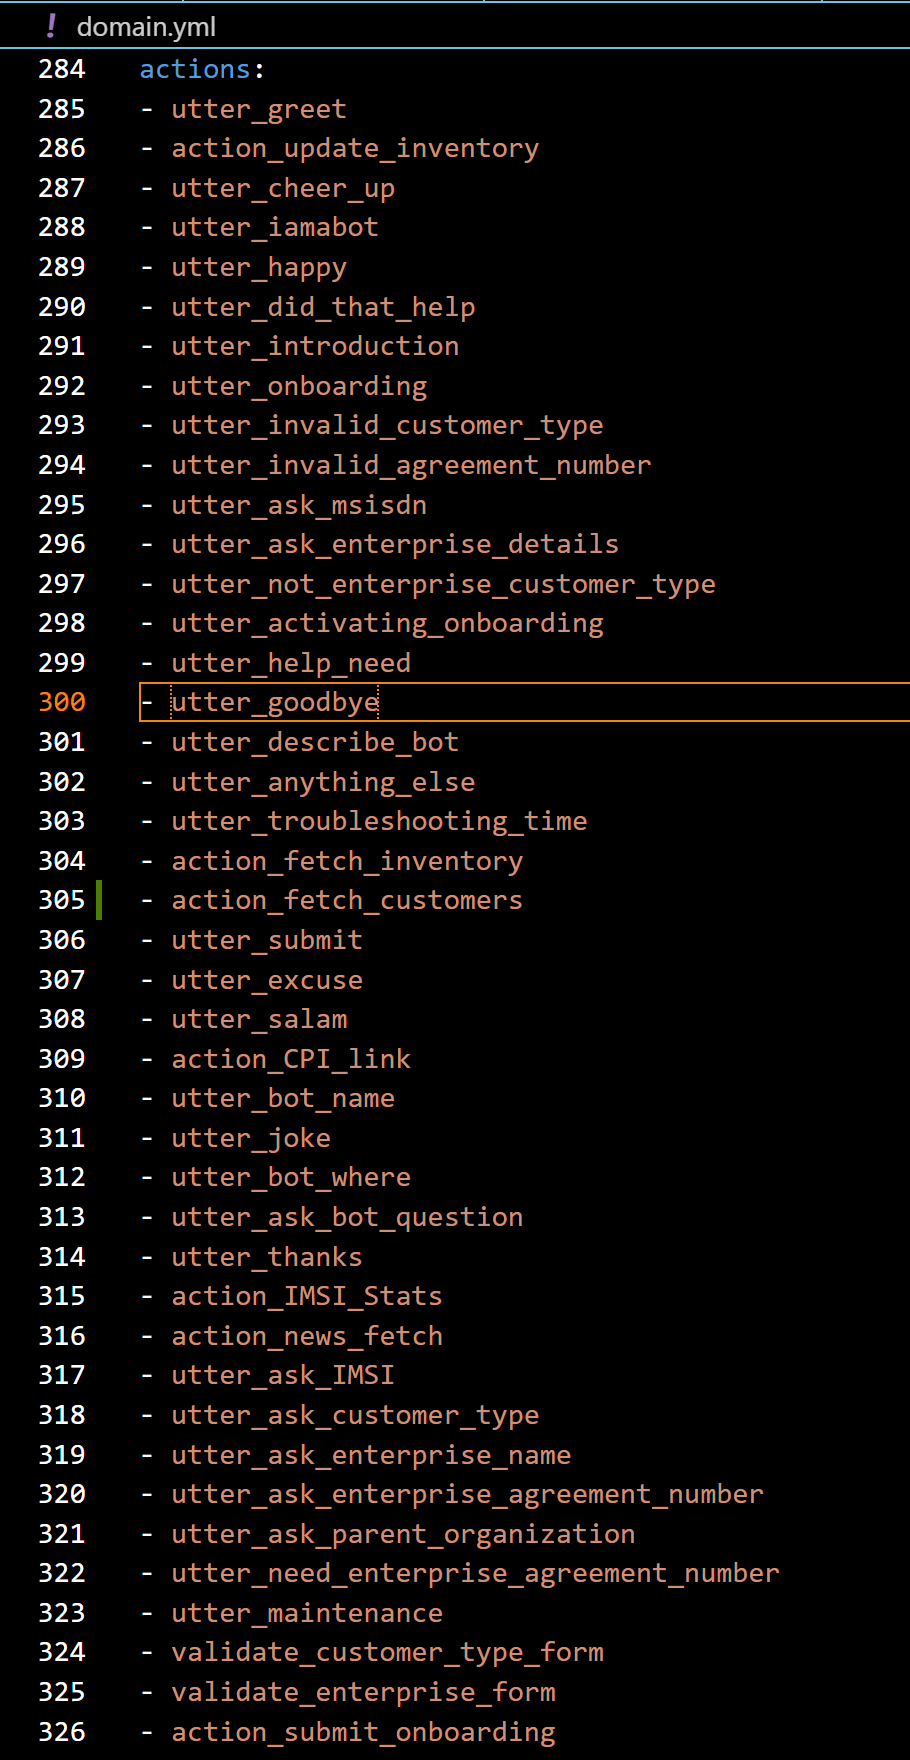 ! domain.yml
284 actions:
285 - utter_greet
286 - action_update_inventory
287 - utter_cheer_up
288 - utter_iamabot
289 - utter_happy
290 - utter_did_that_help
291 - utter_introduction
292 - utter_onboarding
293 - utter_invalid_customer_type
294 - utter_invalid_agreement_number
295 - utter_ask_msisdn
296 - utter_ask_enterprise_details
297 - utter_not_enterprise_customer_type
298 - utter_activating_onboarding
299 - utter_help_need
300 - utter_goodbye
301 - utter_describe_bot
302 - utter_anything_else
303 - utter_troubleshooting_time
304 - action_fetch_inventory
305 - action_fetch_customers
306 - utter_submit
307 - utter_excuse
308 - utter_salam
309 - action_CPI_link
310 - utter_bot_name
311 - utter_joke
312 - utter_bot_where
313 - utter_ask_bot_question
314 - utter_thanks
315 - action_IMSI_Stats
316 - action_news_fetch
317 - utter_ask_IMSI
318 - utter_ask_customer_type
319 - utter_ask_enterprise_name
320 - utter_ask_enterprise_agreement_number
321 - utter_ask_parent_organization
322 - utter_need_enterprise_agreement_number
323 - utter_maintenance
324 - validate_customer_type_form
325 - validate_enterprise_form
326 - action_submit_onboarding